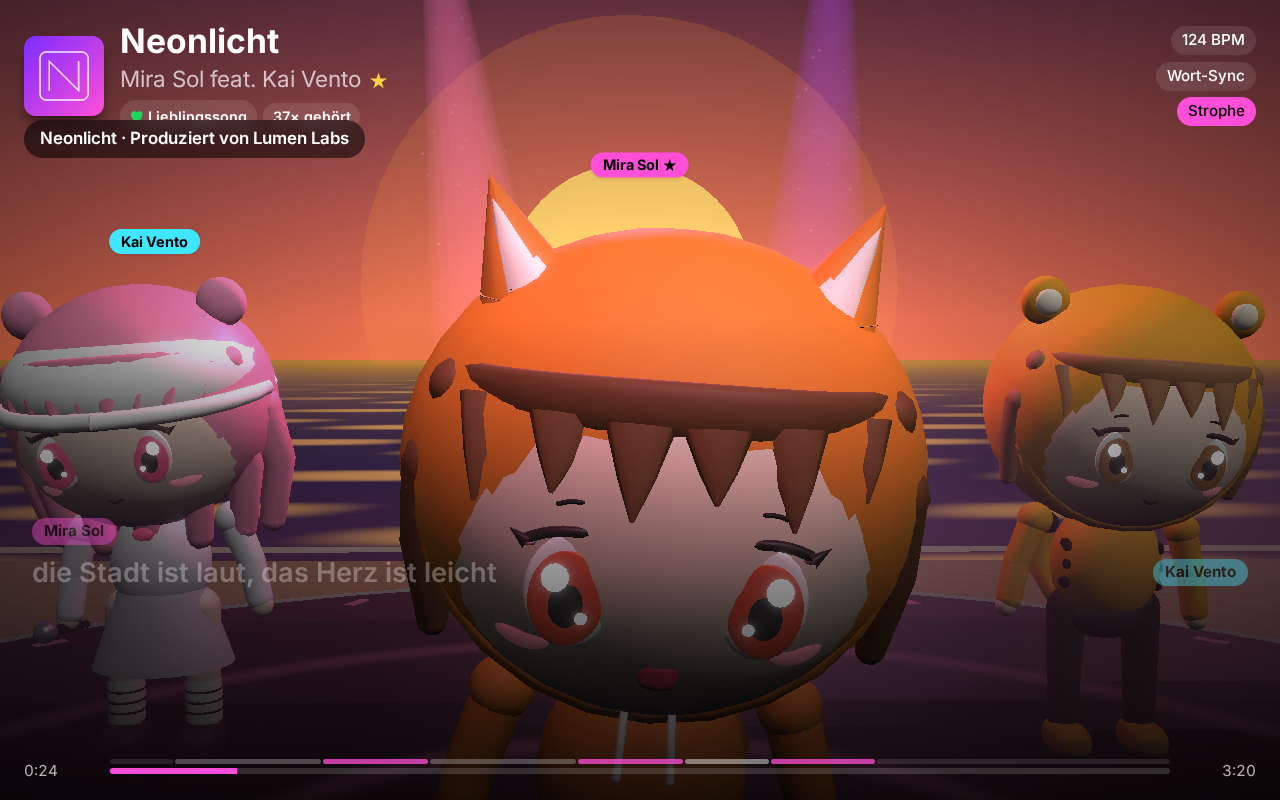 Neonlicht
Mira Sol feat. Kai Vento ★
Lieblingssong
37x gehört
Neonlicht · Produziert von Lumen Labs
124 BPM
Wort-Sync
Strophe
Mira Sol ★
Kai Vento
Mira Sol
die Stadt ist laut, das Herz ist leicht
Kai Vento
0:24
3:20